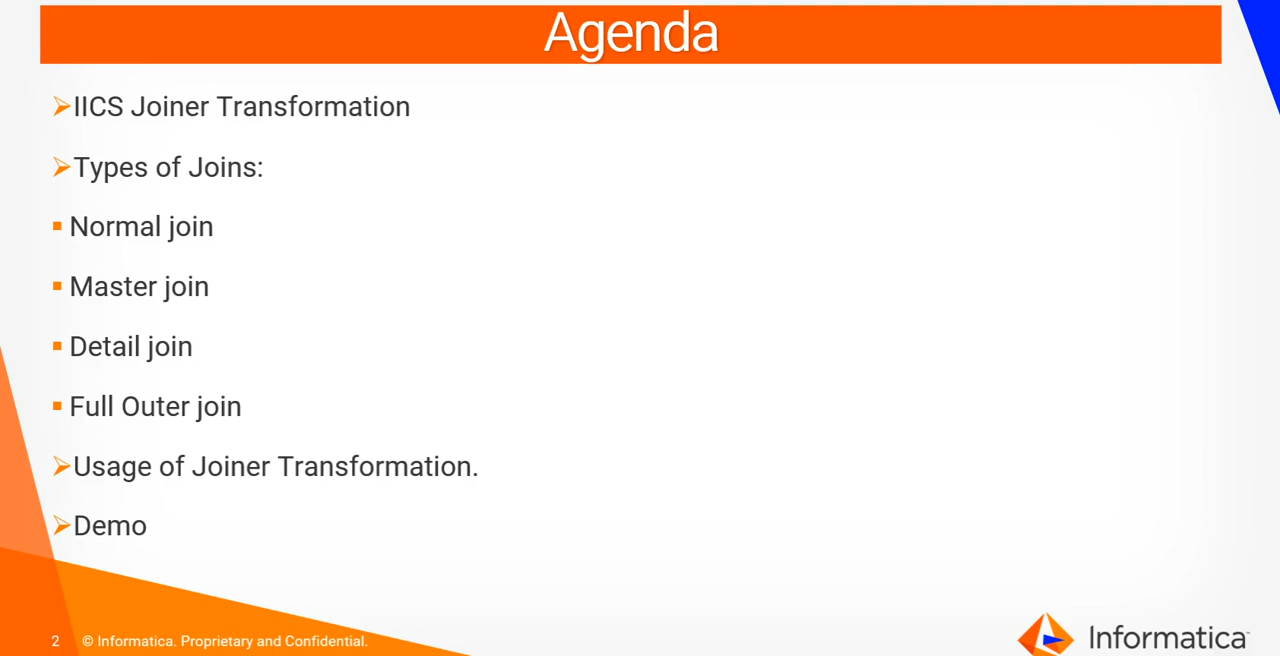 Agenda
➢IICS Joiner Transformation
➢Types of Joins:
▪ Normal join
▪ Master join
▪ Detail join
▪ Full Outer join
➢Usage of Joiner Transformation.
➢Demo
2 © Informatica. Proprietary and Confidential.
Informatica™